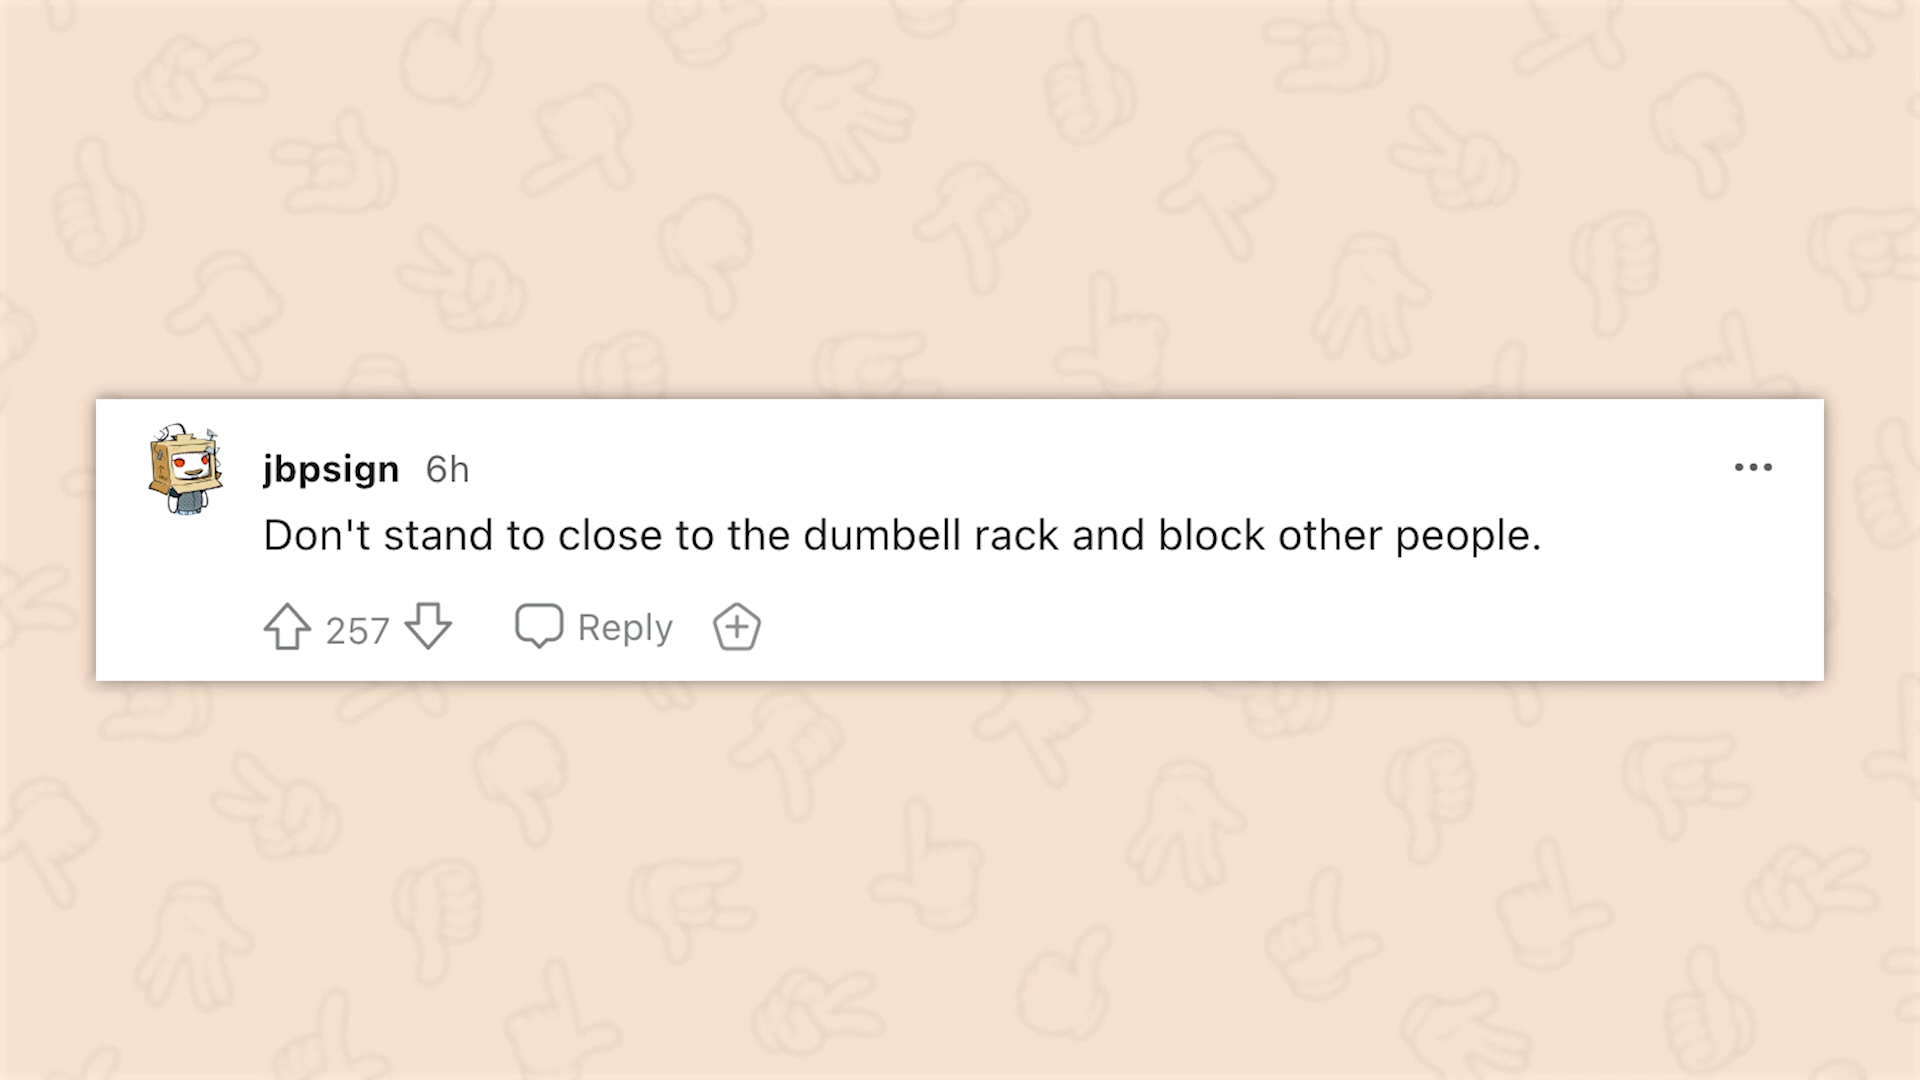 jbpsign 6h
Don't stand to close to the dumbell rack and block other people.
257 Reply